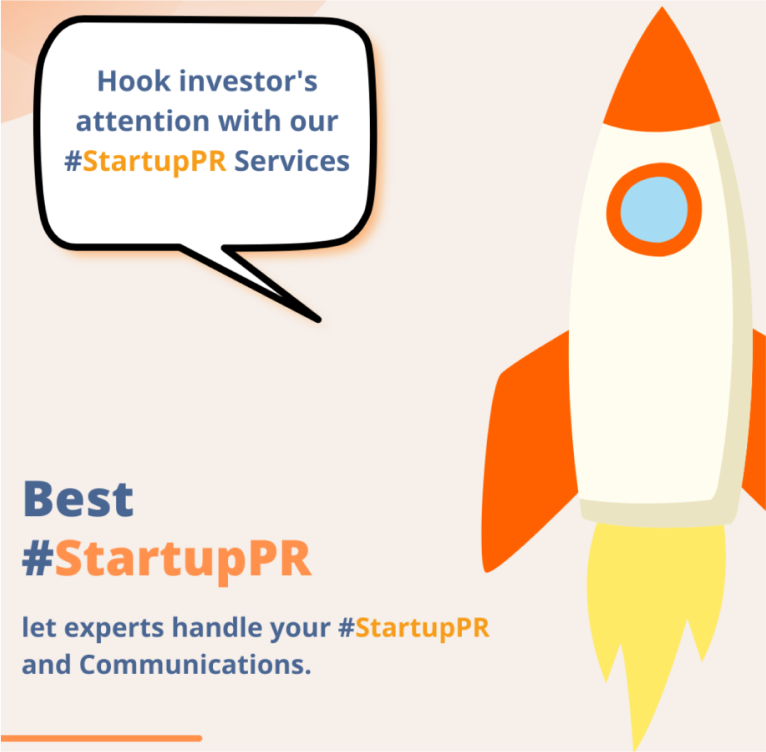 Hook investor's
attention with our
#StartupPR Services
Best
#StartupPR
let experts handle your #StartupPR
and Communications.